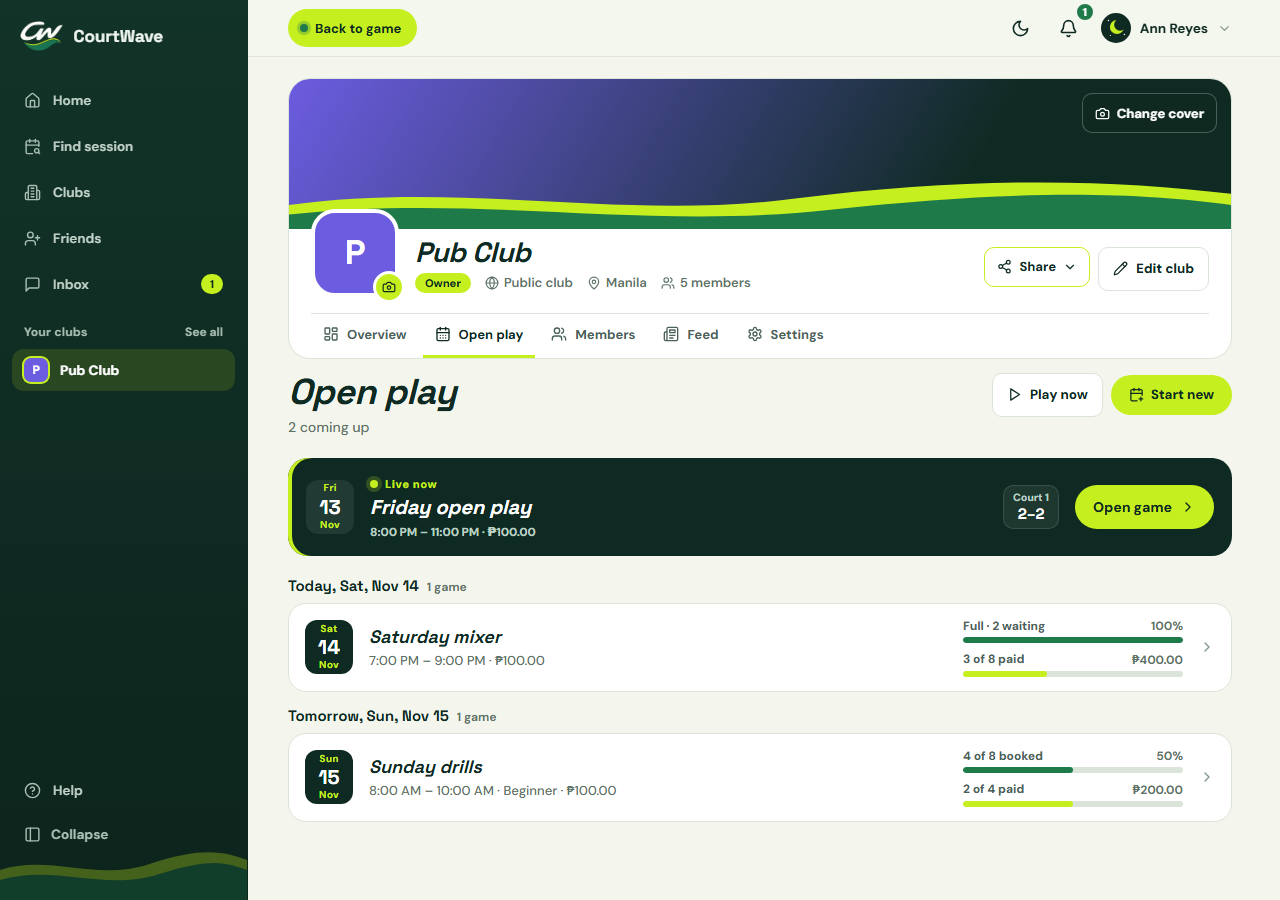 CourtWave
Back to game
1
Ann Reyes
Home
Find session
Clubs
Friends
Inbox
1
Your clubs
See all
P
Pub Club
Help
Collapse
Change cover
P
Pub Club
Owner
Public club
Manila
5 members
Share
Edit club
Overview
Open play
Members
Feed
Settings
Open play
2 coming up
Play now
Start new
Fri
13
Nov
Live now
Friday open play
8:00 PM – 11:00 PM · ₱100.00
Court 1
2–2
Open game
Today, Sat, Nov 14 1 game
Sat
14
Nov
Saturday mixer
7:00 PM – 9:00 PM · ₱100.00
Full · 2 waiting 100%
3 of 8 paid ₱400.00
Tomorrow, Sun, Nov 15 1 game
Sun
15
Nov
Sunday drills
8:00 AM – 10:00 AM · Beginner · ₱100.00
4 of 8 booked 50%
2 of 4 paid ₱200.00